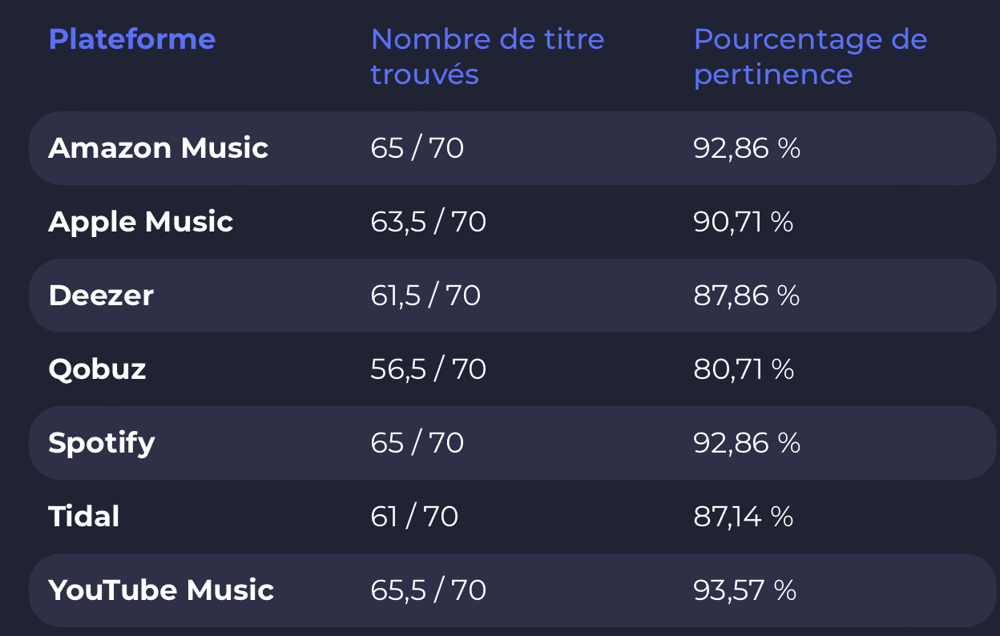 Plateforme Nombre de titre trouvés Pourcentage de pertinence
Amazon Music 65 / 70 92,86 %
Apple Music 63,5 / 70 90,71 %
Deezer 61,5 / 70 87,86 %
Qobuz 56,5 / 70 80,71 %
Spotify 65 / 70 92,86 %
Tidal 61 / 70 87,14 %
YouTube Music 65,5 / 70 93,57 %